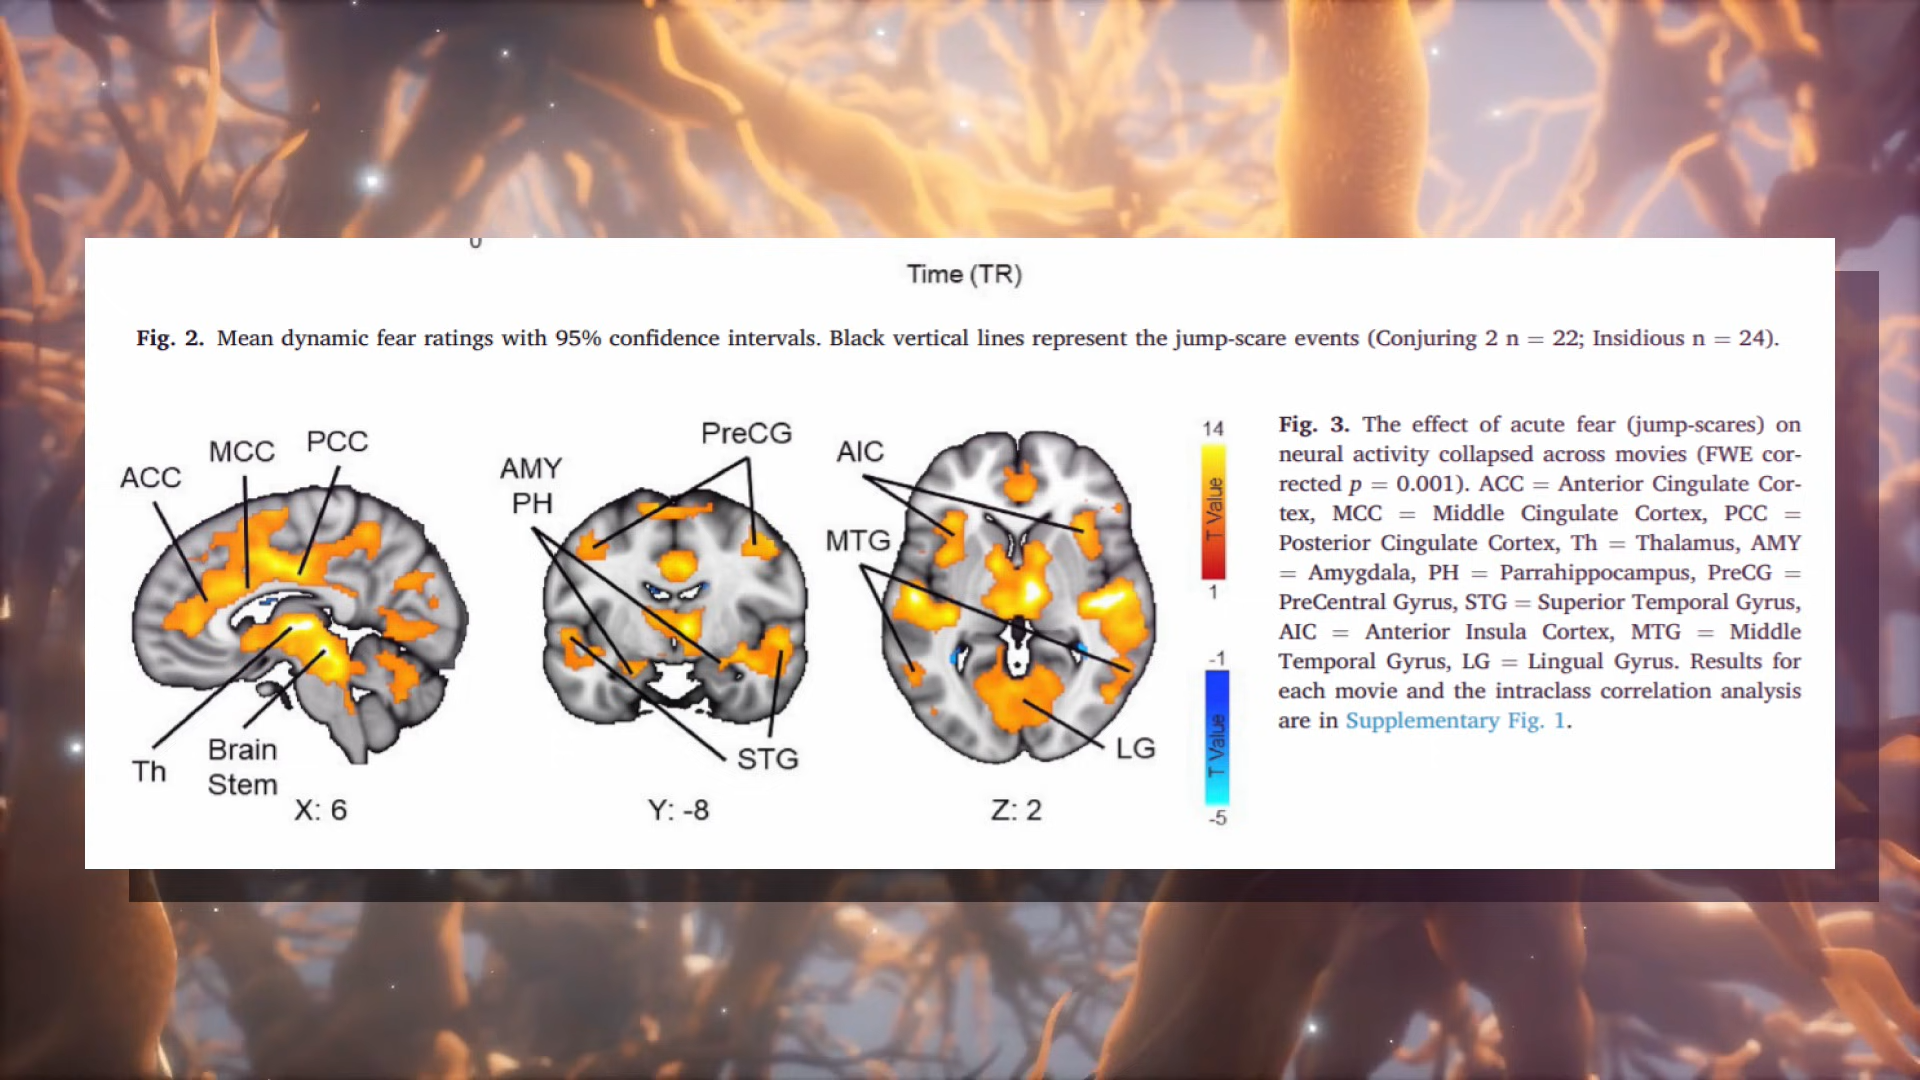 Time (TR)
Fig. 2. Mean dynamic fear ratings with 95% confidence intervals. Black vertical lines represent the jump-scare events (Conjuring 2 n = 22; Insidious n = 24).
ACC
MCC
PCC
Th
Brain
Stem
X: 6
AMY
PH
PreCG
STG
Y: -8
AIC
MTG
LG
Z: 2
14
T Value
1
-1
T Value
-5
Fig. 3. The effect of acute fear (jump-scares) on
neural activity collapsed across movies (FWE cor-
rected p = 0.001). ACC = Anterior Cingulate Cor-
tex, MCC = Middle Cingulate Cortex, PCC =
Posterior Cingulate Cortex, Th = Thalamus, AMY
= Amygdala, PH = Parrahippocampus, PreCG =
PreCentral Gyrus, STG = Superior Temporal Gyrus,
AIC = Anterior Insula Cortex, MTG = Middle
Temporal Gyrus, LG = Lingual Gyrus. Results for
each movie and the intraclass correlation analysis
are in Supplementary Fig. 1.